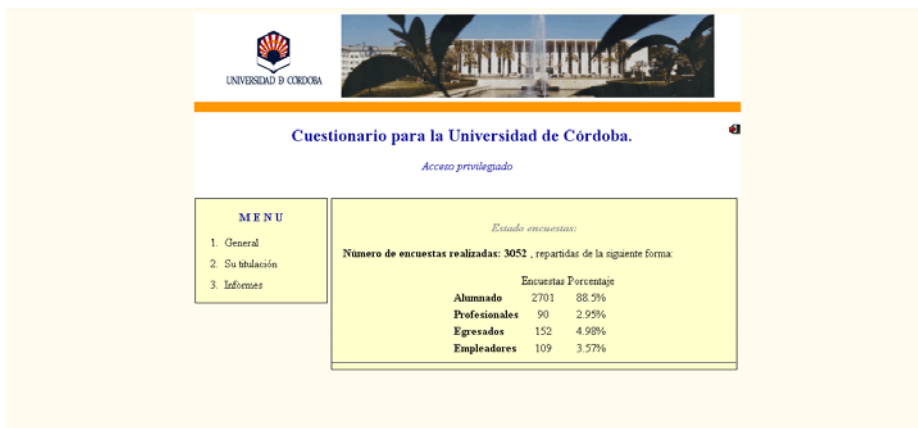 UNIVERSIDAD Ð CORDOBA
Cuestionario para la Universidad de Córdoba.
Acceso privilegiado
MENU
1. General
2. Su titulación
3. Informes
Estado encuestas:
Número de encuestas realizadas: 3052 , repartidas de la siguiente forma:
Encuestas Porcentaje
Alumnado 2701 88.5%
Profesionales 90 2.95%
Egresados 152 4.98%
Empleadores 109 3.57%